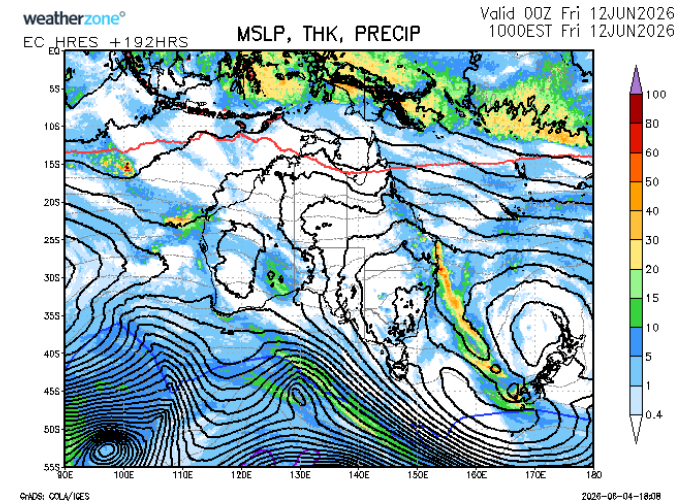 weatherzone°
EC HRES +192HRS
MSLP, THK, PRECIP
Valid 00Z Fri 12JUN2026
1000EST Fri 12JUN2026
EQ
5S
10S
15S
20S
25S
30S
35S
40S
45S
50S
55S
90E 100E 110E 120E 130E 140E 150E 160E 170E 180
100
80
60
50
40
30
20
15
10
5
1
0.4
GrADS: COLA/IGES
2026-06-04-18:08